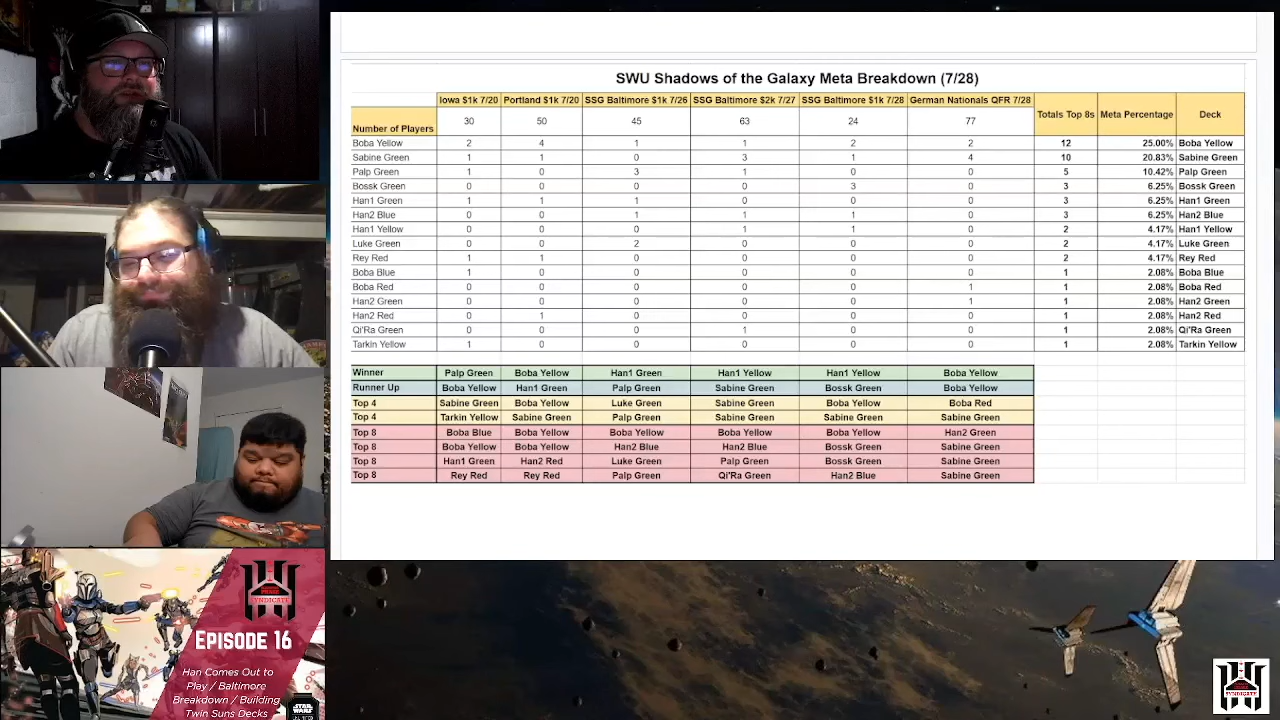 SWU Shadows of the Galaxy Meta Breakdown (7/28)
Number of Players Iowa $1k 7/20 Portland $1k 7/20 SSG Baltimore $1k 7/26 SSG Baltimore $2k 7/27 SSG Baltimore $1k 7/28 German Nationals QFR 7/28 Totals Top 8s Meta Percentage Deck
30 50 45 63 24 77
Boba Yellow 2 4 1 1 2 2 12 25.00% Boba Yellow
Sabine Green 1 1 0 3 1 4 10 20.83% Sabine Green
Palp Green 1 0 3 1 0 0 5 10.42% Palp Green
Bossk Green 0 0 0 0 3 0 3 6.25% Bossk Green
Han1 Green 1 1 1 0 0 0 3 6.25% Han1 Green
Han2 Blue 0 0 1 1 1 0 3 6.25% Han2 Blue
Han1 Yellow 0 0 0 1 1 0 2 4.17% Han1 Yellow
Luke Green 0 0 2 0 0 0 2 4.17% Luke Green
Rey Red 1 1 0 0 0 0 2 4.17% Rey Red
Boba Blue 1 0 0 0 0 0 1 2.08% Boba Blue
Boba Red 0 0 0 0 0 1 1 2.08% Boba Red
Han2 Green 0 0 0 0 0 1 1 2.08% Han2 Green
Han2 Red 0 1 0 0 0 0 1 2.08% Han2 Red
Qi'Ra Green 0 0 0 1 0 0 1 2.08% Qi'Ra Green
Tarkin Yellow 1 0 0 0 0 0 1 2.08% Tarkin Yellow
Winner Palp Green Boba Yellow Han1 Green Han1 Yellow Han1 Yellow Boba Yellow
Runner Up Boba Yellow Han1 Green Palp Green Sabine Green Bossk Green Boba Yellow
Top 4 Sabine Green Boba Yellow Luke Green Sabine Green Boba Yellow Boba Red
Top 4 Tarkin Yellow Sabine Green Palp Green Sabine Green Sabine Green Sabine Green
Top 8 Boba Blue Boba Yellow Boba Yellow Boba Yellow Boba Yellow Han2 Green
Top 8 Boba Yellow Boba Yellow Han2 Blue Han2 Blue Bossk Green Sabine Green
Top 8 Han1 Green Han2 Red Luke Green Palp Green Bossk Green Sabine Green
Top 8 Rey Red Rey Red Palp Green Qi'Ra Green Han2 Blue Sabine Green
SYNDICATE
Episode 16
Han Comes Out to
Play / Baltimore
Breakdown / Building
Twin Suns Decks
STAR
WARS
SYNDICATE